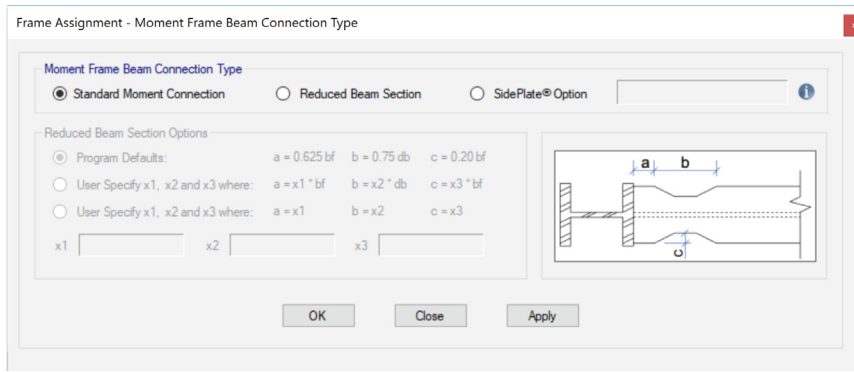 Frame Assignment - Moment Frame Beam Connection Type
Moment Frame Beam Connection Type
Standard Moment Connection Reduced Beam Section SidePlate® Option
Reduced Beam Section Options
Program Defaults: a = 0.625 bf b = 0.75 db c = 0.20 bf
User Specify x1, x2 and x3 where: a = x1 * bf b = x2 * db c = x3 * bf
User Specify x1, x2 and x3 where: a = x1 b = x2 c = x3
x1 x2 x3
a b
c
OK Close Apply